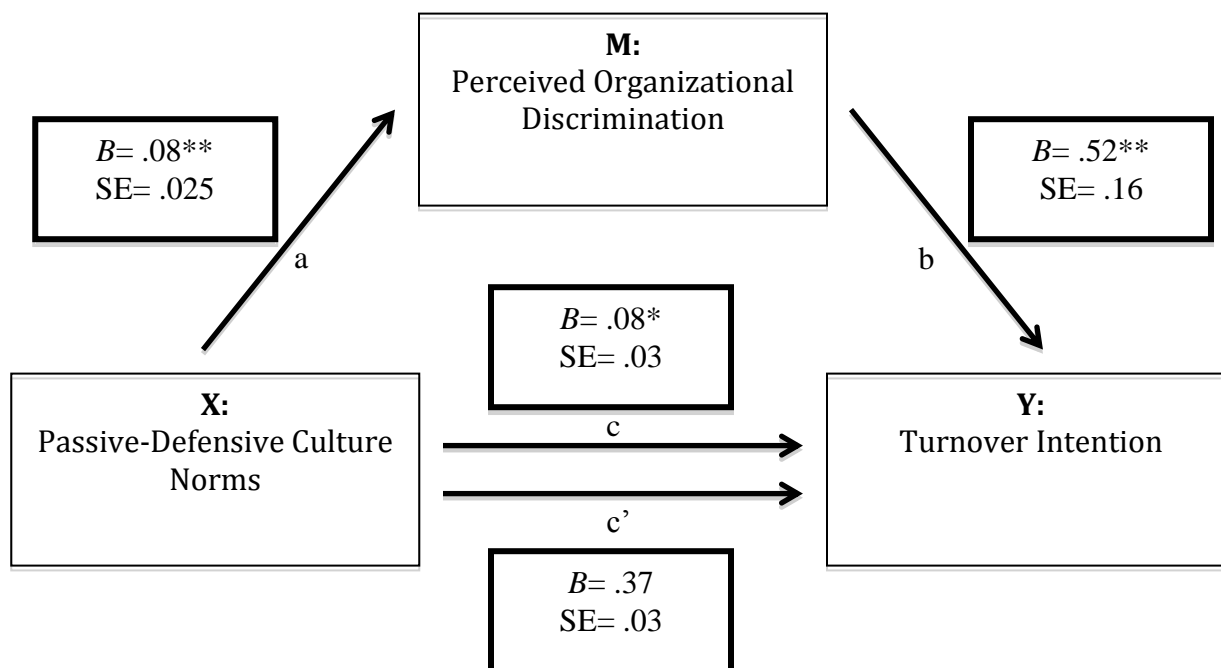 M:
Perceived Organizational
Discrimination
B= .08**
SE= .025
B= .52**
SE= .16
a
b
B= .08*
SE= .03
X:
Passive-Defensive Culture
Norms
c
c’
Y:
Turnover Intention
B= .37
SE= .03